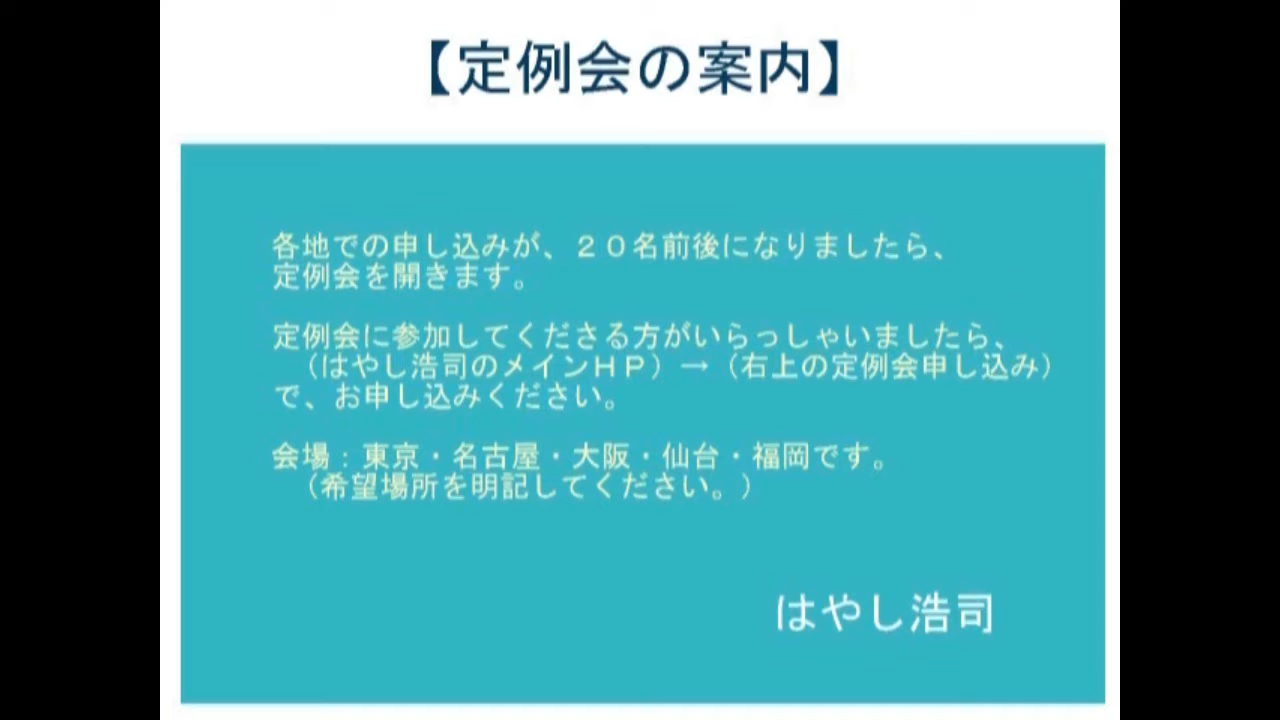 【定例会の案内】
各地での申し込みが、２０名前後になりましたら、
定例会を開きます。
定例会に参加してくださる方がいらっしゃいましたら、
（はやし浩司のメインＨＰ）→（右上の定例会申し込み）
で、お申し込みください。
会場：東京・名古屋・大阪・仙台・福岡です。
（希望場所を明記してください。）
はやし浩司